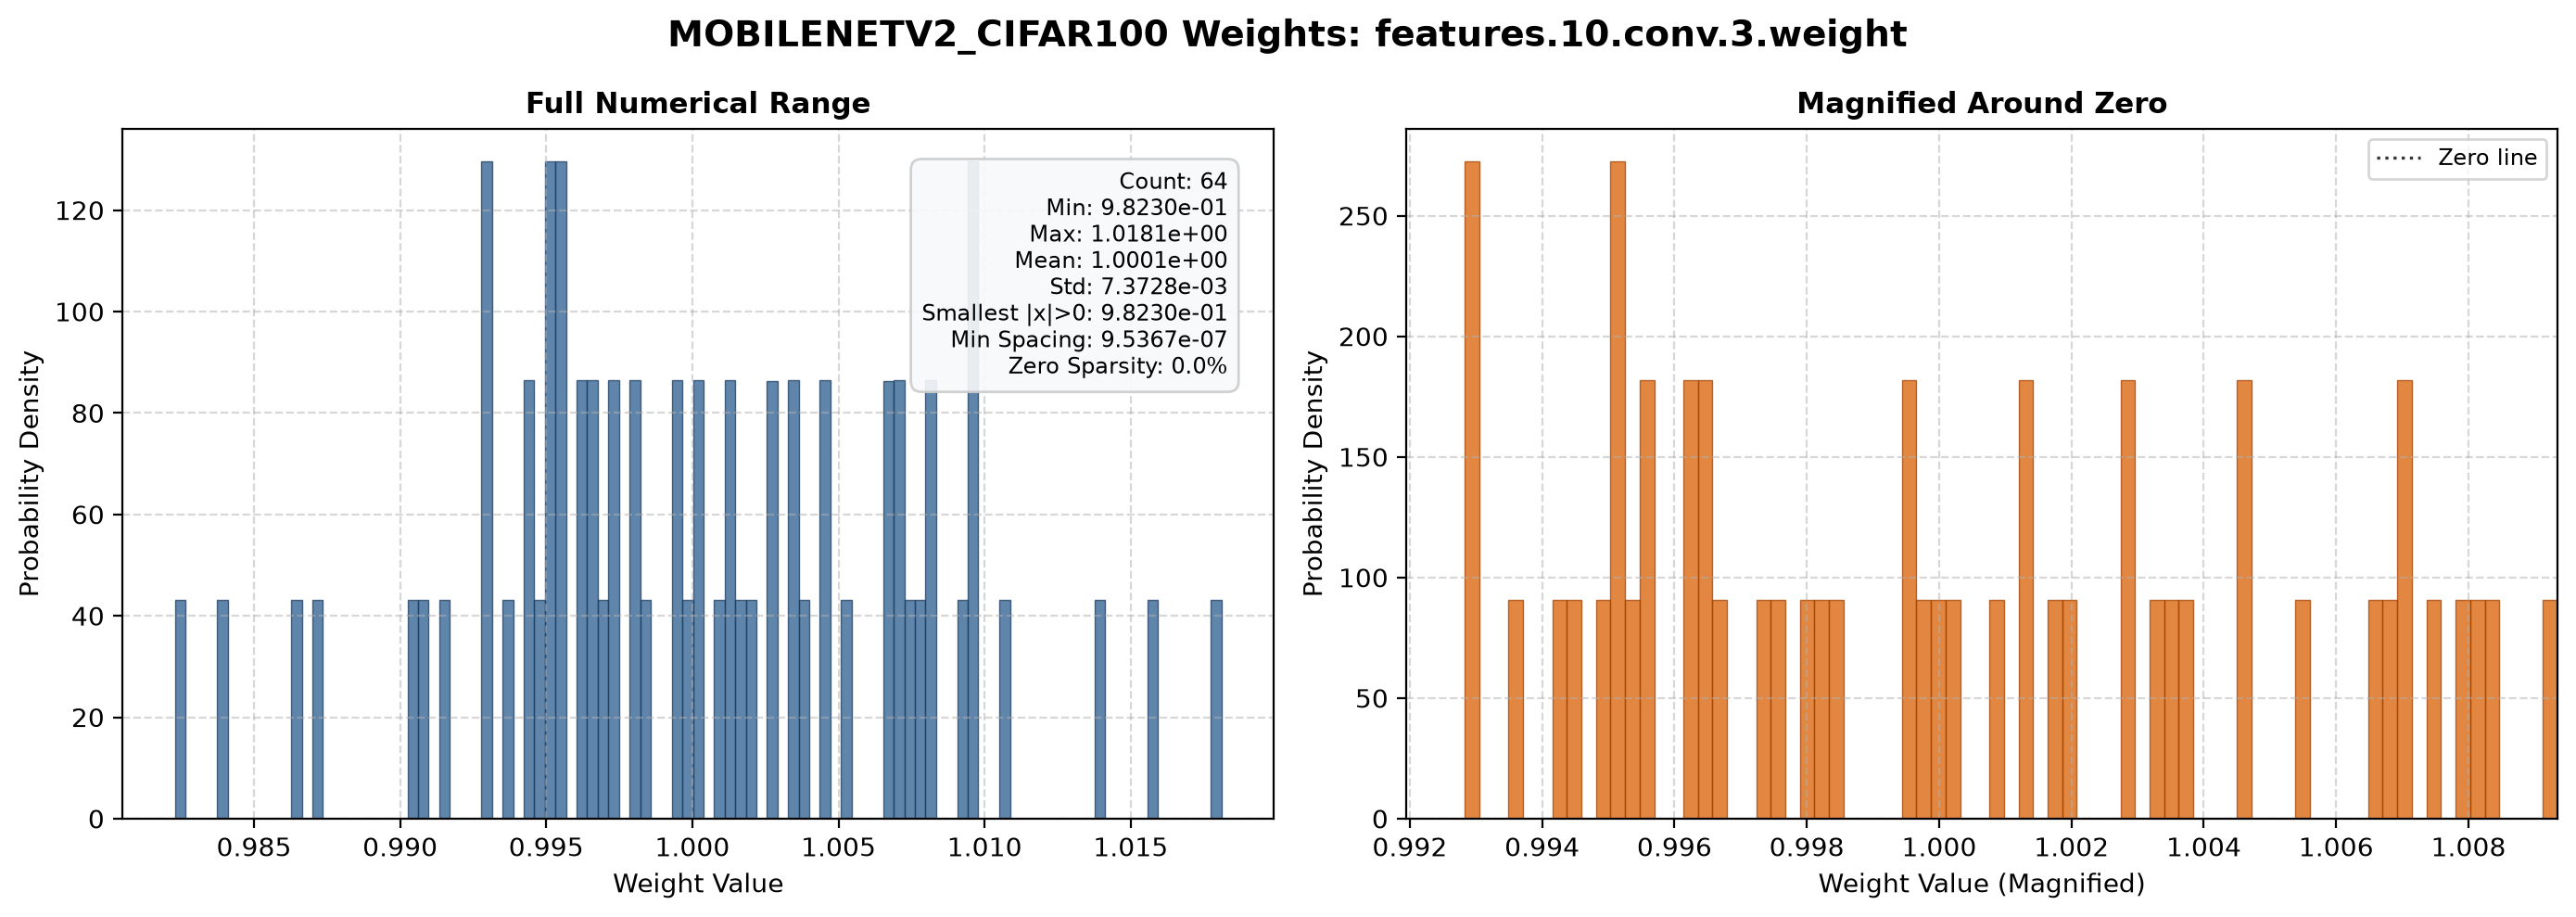 MOBILENETV2_CIFAR100 Weights: features.10.conv.3.weight
Full Numerical Range
Probability Density
120
100
80
60
40
20
0
Count: 64
Min: 9.8230e-01
Max: 1.0181e+00
Mean: 1.0001e+00
Std: 7.3728e-03
Smallest |x|>0: 9.8230e-01
Min Spacing: 9.5367e-07
Zero Sparsity: 0.0%
0.985 0.990 0.995 1.000 1.005 1.010 1.015
Weight Value
Magnified Around Zero
Probability Density
250
200
150
100
50
0
Zero line
0.992 0.994 0.996 0.998 1.000 1.002 1.004 1.006 1.008
Weight Value (Magnified)